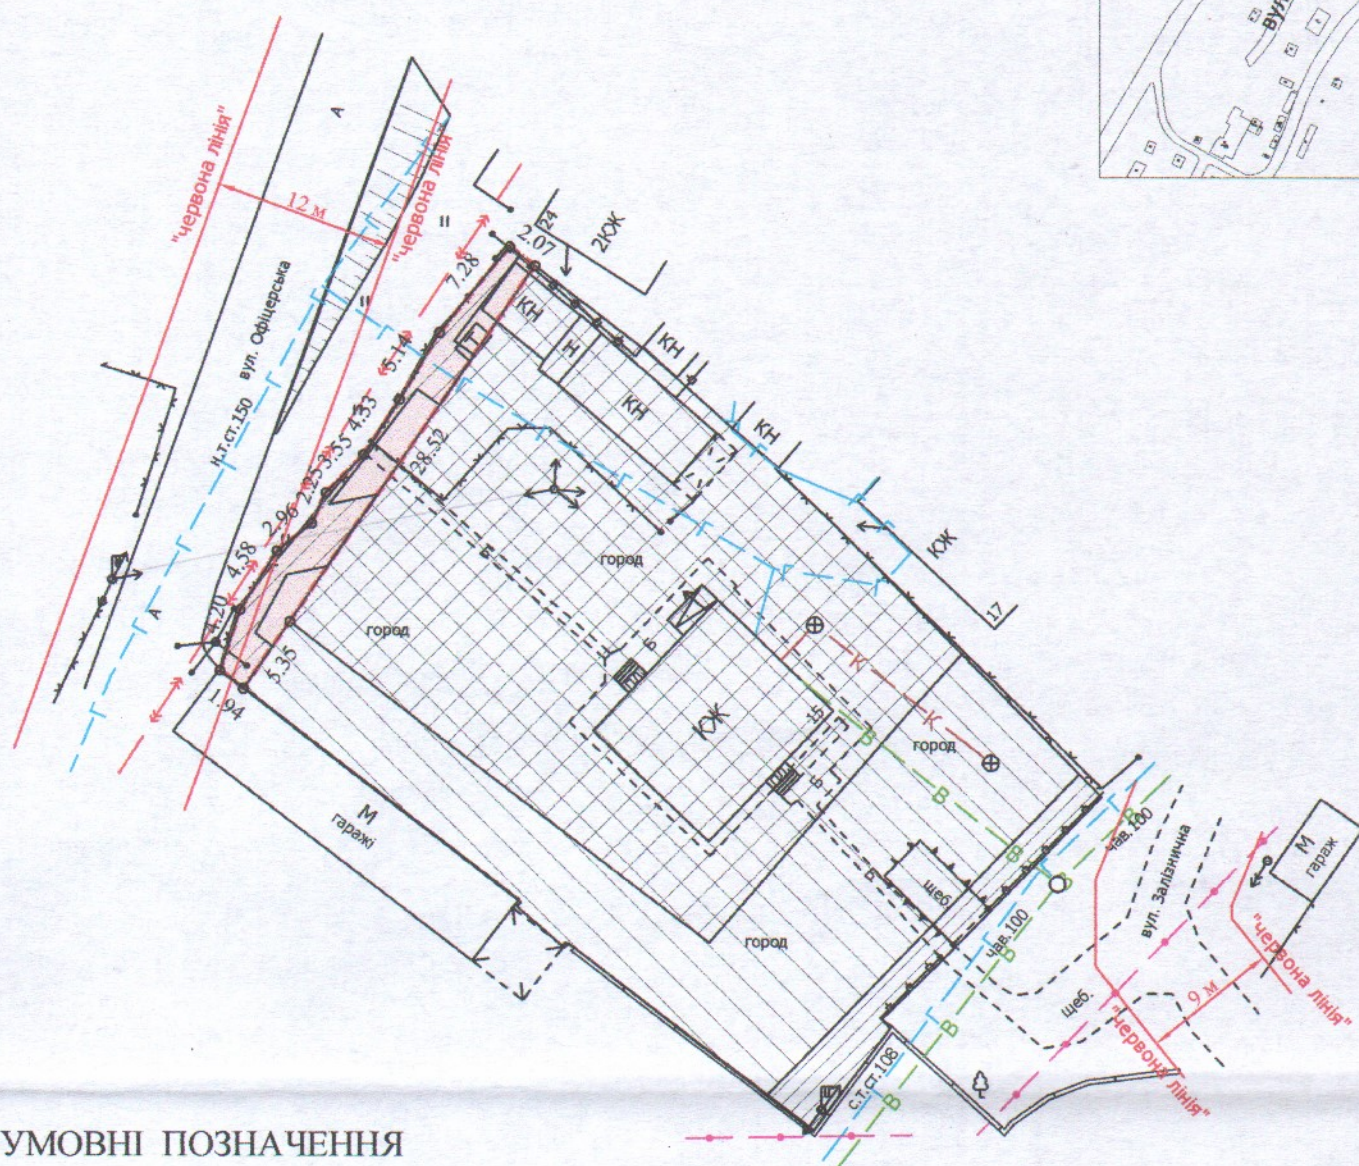 вул.
"червона лінія"
А
12 м
"червона лінія"
=
24
2КЖ
2.07
7.28
КН
Т
Н
КН
5.14
вул. Офіцерська
н.т.ст.150
4.33
КН
КН
3.55
28.52
2.25
2.96
4.58
Б
город
КЖ
17
А
4.20
город
Б
К
5.35
1.94
КЖ
15
К
город
В
Б
М
гаражі
В
чав.100
В
вул. Залізнична
М
гараж
В
Б
щеб.
В
город
чав.100
В
"червона лінія"
щеб.
9 м
"червона лінія"
В
с.т.ст.108
В
УМОВНІ ПОЗНАЧЕННЯ